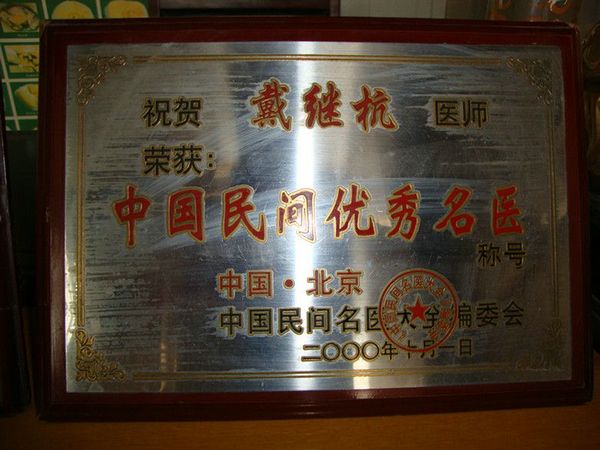 祝贺 戴继杭 医师
荣获:
中国民间优秀名医
称号
中国·北京
中国民间名医大全编委会
二〇〇〇年十月一日